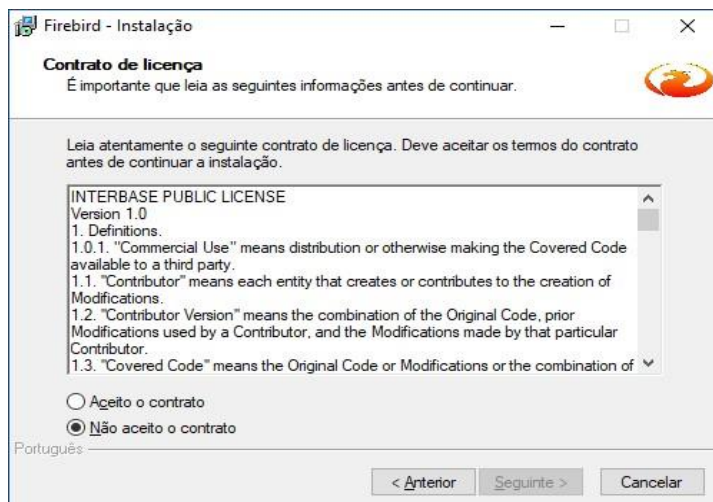 Firebird - Instalação
Contrato de licença
É importante que leia as seguintes informações antes de continuar.
Leia atentamente o seguinte contrato de licença. Deve aceitar os termos do contrato
antes de continuar a instalação.
INTERBASE PUBLIC LICENSE
Version 1.0
1. Definitions.
1.0.1. "Commercial Use" means distribution or otherwise making the Covered Code
available to a third party.
1.1. "Contributor" means each entity that creates or contributes to the creation of
Modifications.
1.2. "Contributor Version" means the combination of the Original Code, prior
Modifications used by a Contributor, and the Modifications made by that particular
Contributor.
1.3. "Covered Code" means the Original Code or Modifications or the combination of
Aceito o contrato
Não aceito o contrato
Português
< Anterior
Seguinte >
Cancelar